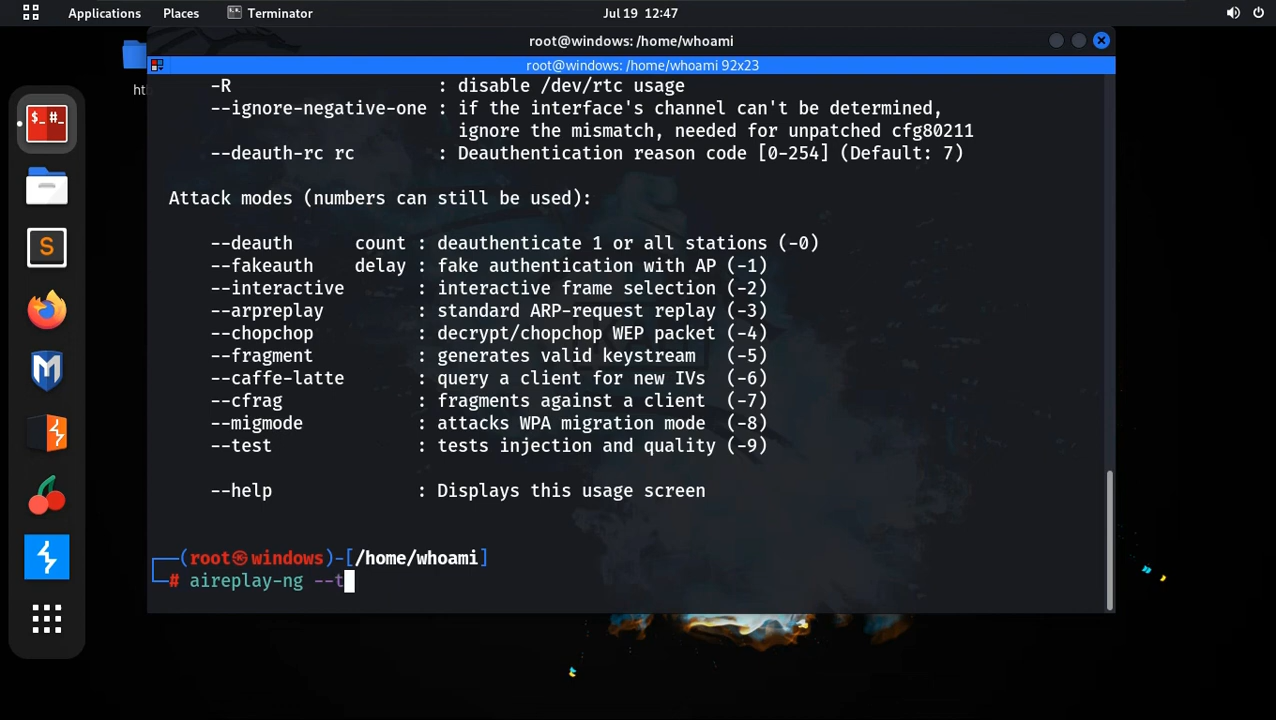 Applications Places Terminator Jul 19 12:47
root@windows: /home/whoami
root@windows: /home/whoami 92x23
ht
-R : disable /dev/rtc usage
--ignore-negative-one : if the interface's channel can't be determined,
ignore the mismatch, needed for unpatched cfg80211
--deauth-rc rc : Deauthentication reason code [0-254] (Default: 7)
Attack modes (numbers can still be used):
--deauth count : deauthenticate 1 or all stations (-0)
--fakeauth delay : fake authentication with AP (-1)
--interactive : interactive frame selection (-2)
--arpreplay : standard ARP-request replay (-3)
--chopchop : decrypt/chopchop WEP packet (-4)
--fragment : generates valid keystream (-5)
--caffe-latte : query a client for new IVs (-6)
--cfrag : fragments against a client (-7)
--migmode : attacks WPA migration mode (-8)
--test : tests injection and quality (-9)
--help : Displays this usage screen
┌──(root㉿windows)-[/home/whoami]
└─# aireplay-ng --t